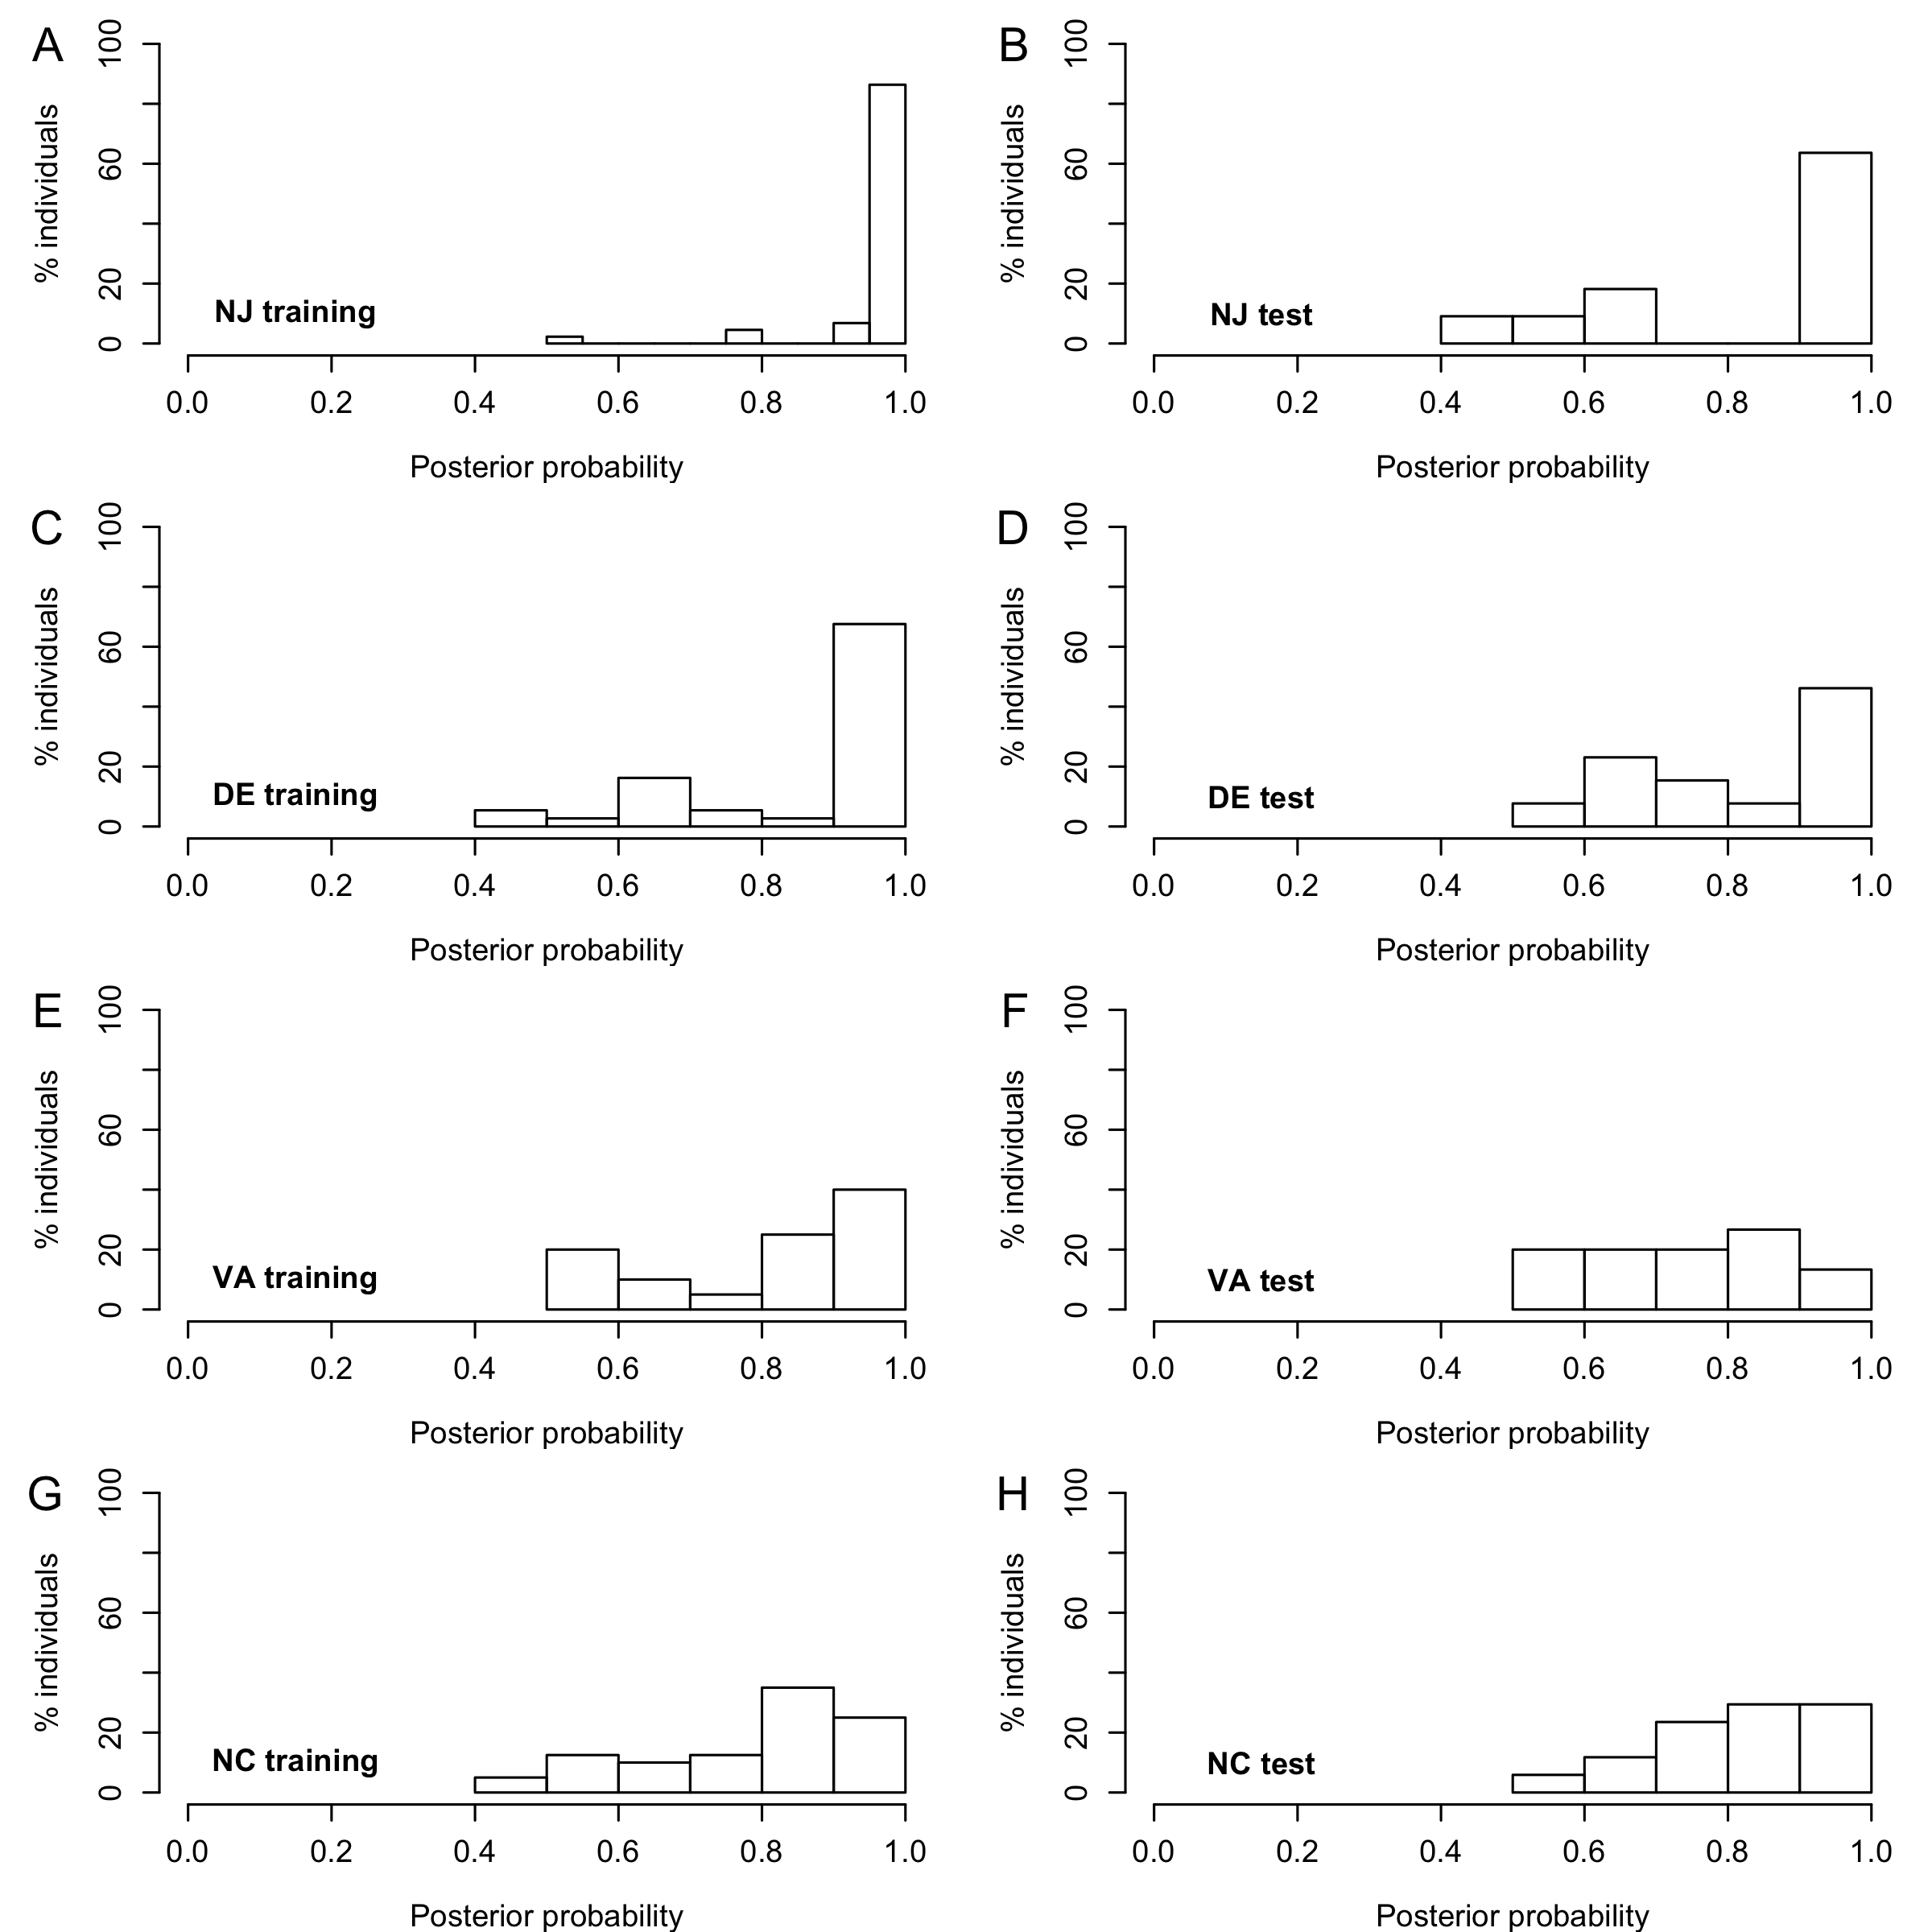 A
100
60
20
0
% individuals
NJ training
0.0 0.2 0.4 0.6 0.8 1.0
Posterior probability
B
100
60
20
0
% individuals
NJ test
0.0 0.2 0.4 0.6 0.8 1.0
Posterior probability
C
100
60
20
0
% individuals
DE training
0.0 0.2 0.4 0.6 0.8 1.0
Posterior probability
D
100
60
20
0
% individuals
DE test
0.0 0.2 0.4 0.6 0.8 1.0
Posterior probability
E
100
60
20
0
% individuals
VA training
0.0 0.2 0.4 0.6 0.8 1.0
Posterior probability
F
100
60
20
0
% individuals
VA test
0.0 0.2 0.4 0.6 0.8 1.0
Posterior probability
G
100
60
20
0
% individuals
NC training
0.0 0.2 0.4 0.6 0.8 1.0
Posterior probability
H
100
60
20
0
% individuals
NC test
0.0 0.2 0.4 0.6 0.8 1.0
Posterior probability